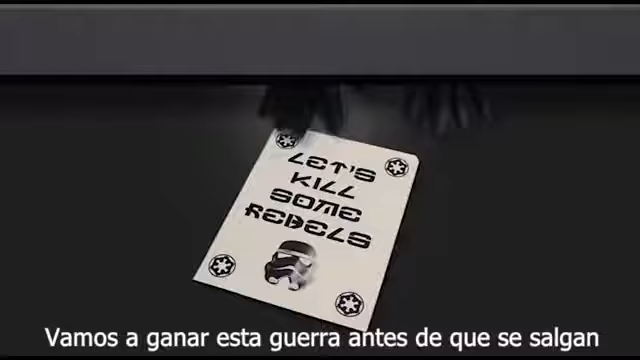 LET'S
KILL
SOME
REBELS
Vamos a ganar esta guerra antes de que se salgan